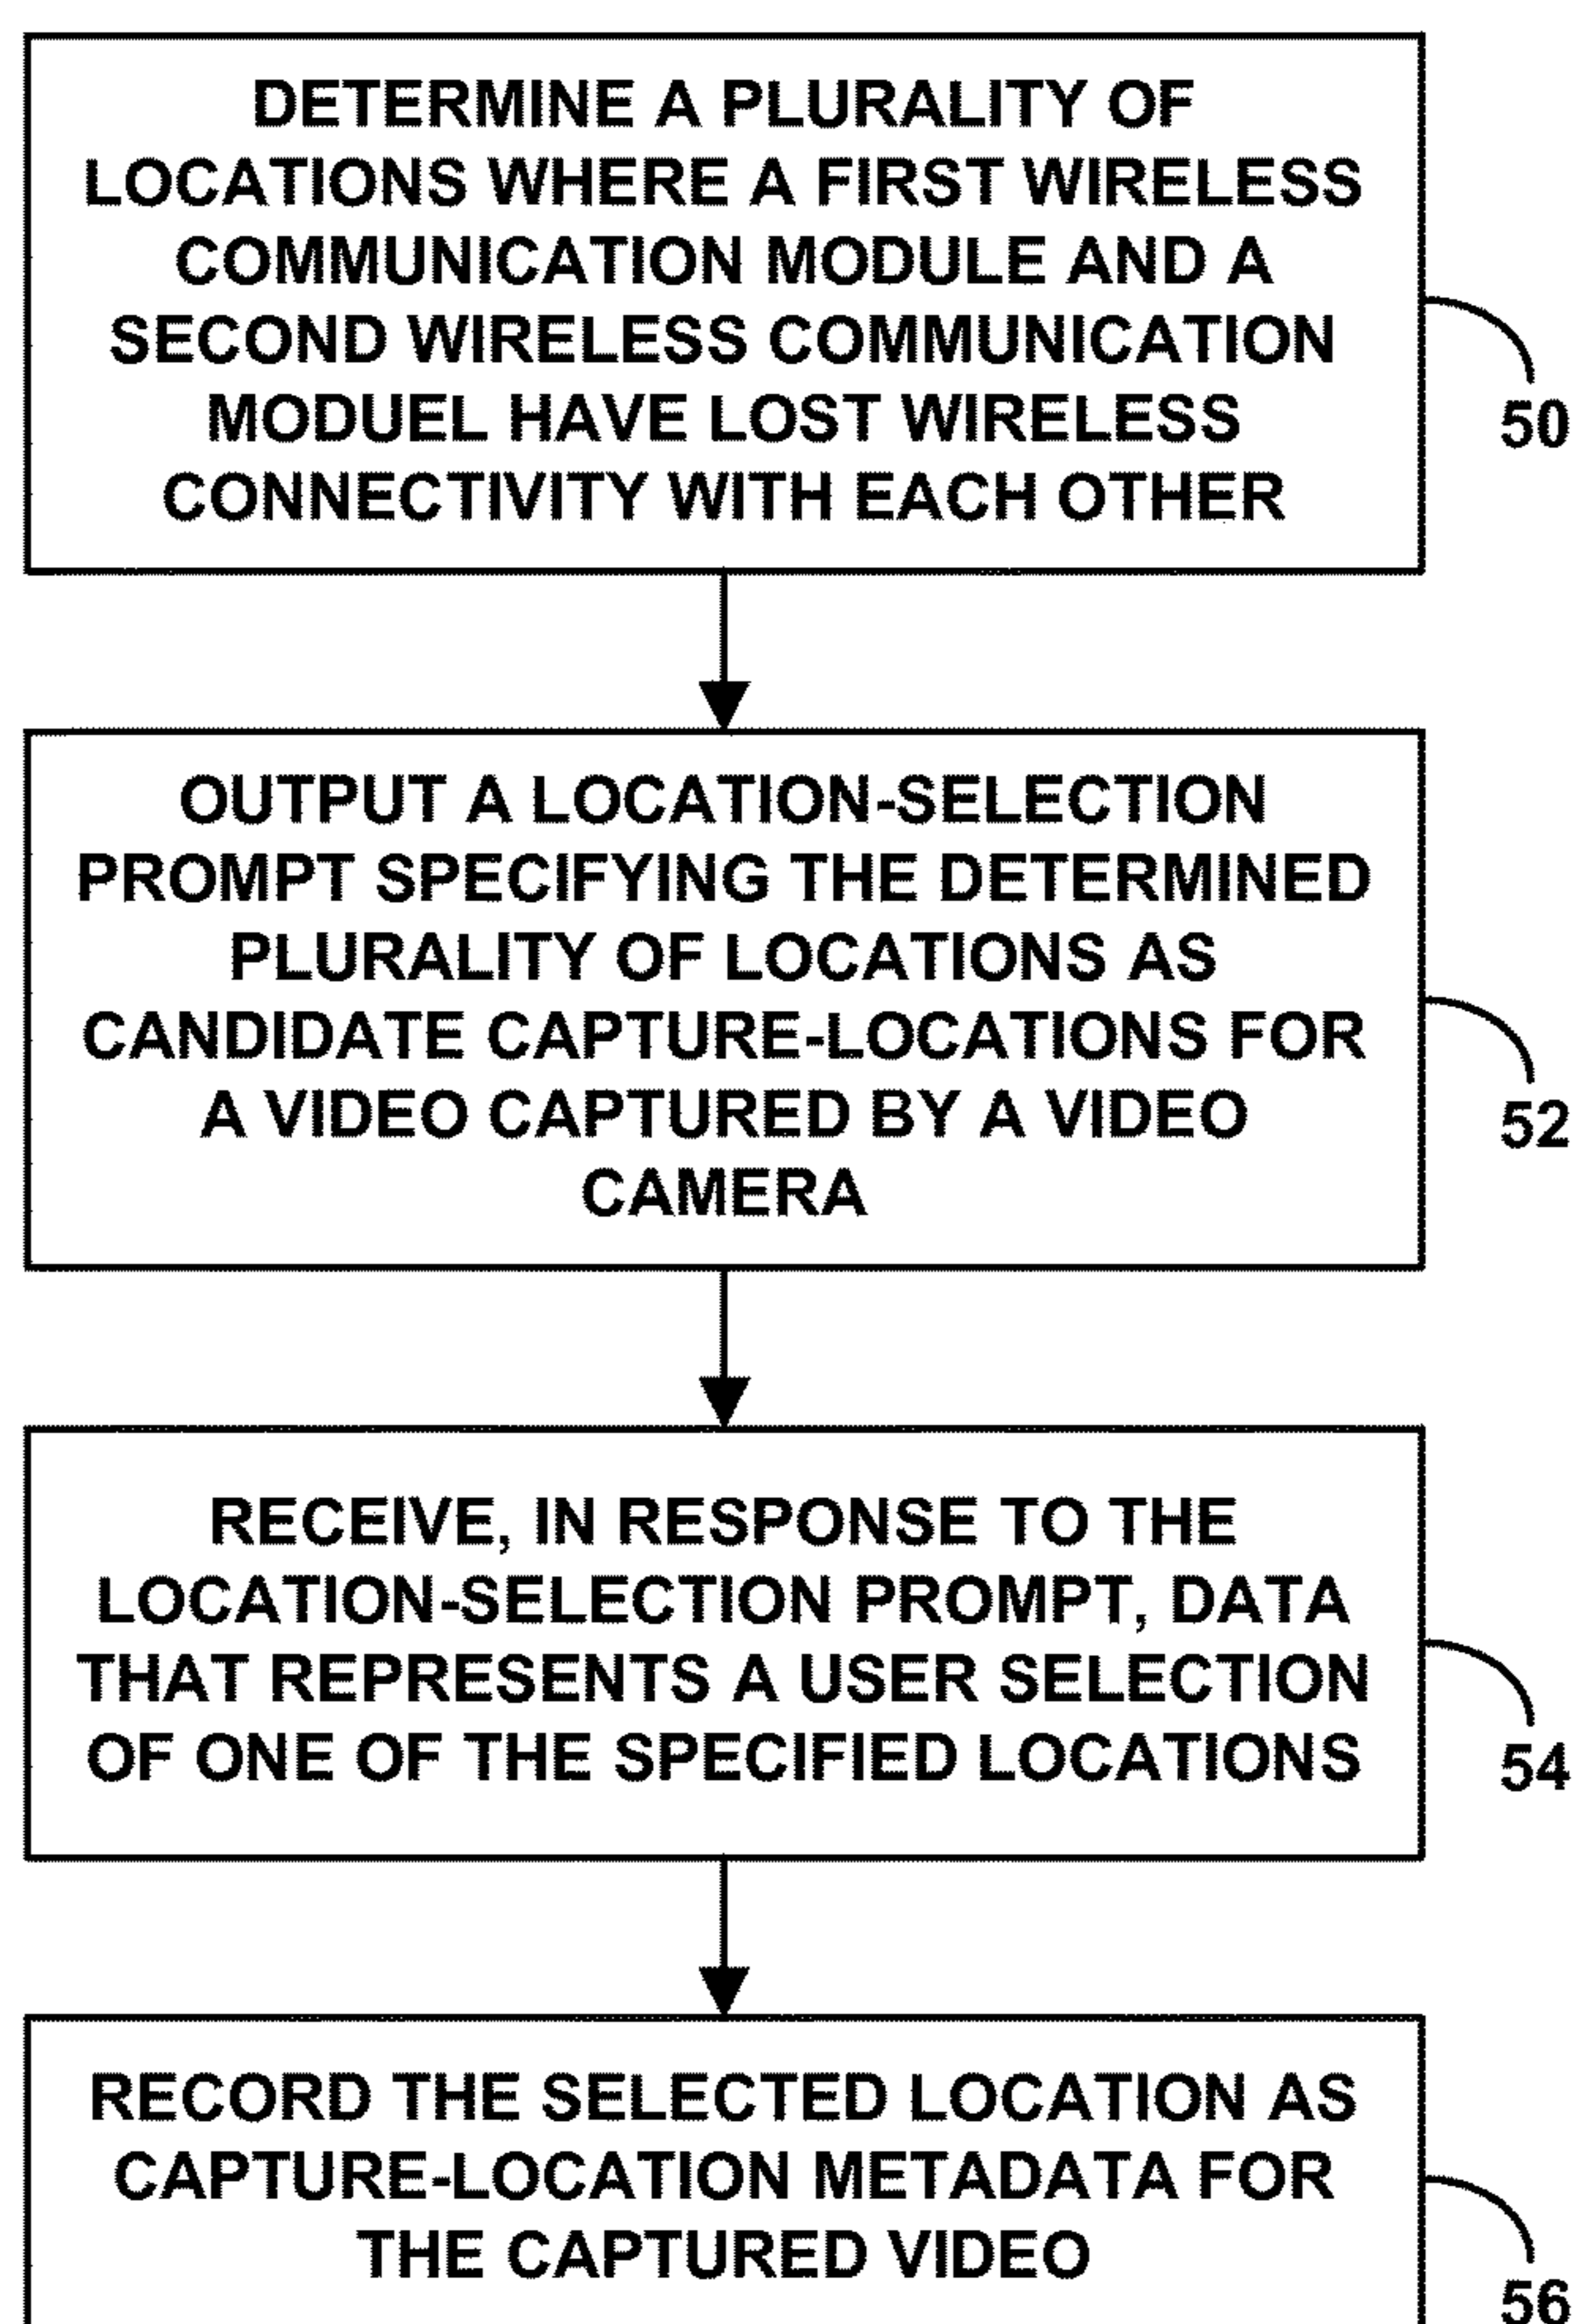 DETERMINE A PLURALITY OF
LOCATIONS WHERE A FIRST WIRELESS
COMMUNICATION MODULE AND A
SECOND WIRELESS COMMUNICATION
MODUEL HAVE LOST WIRELESS
CONNECTIVITY WITH EACH OTHER
50
OUTPUT A LOCATION-SELECTION
PROMPT SPECIFYING THE DETERMINED
PLURALITY OF LOCATIONS AS
CANDIDATE CAPTURE-LOCATIONS FOR
A VIDEO CAPTURED BY A VIDEO
CAMERA
52
RECEIVE, IN RESPONSE TO THE
LOCATION-SELECTION PROMPT, DATA
THAT REPRESENTS A USER SELECTION
OF ONE OF THE SPECIFIED LOCATIONS
54
RECORD THE SELECTED LOCATION AS
CAPTURE-LOCATION METADATA FOR
THE CAPTURED VIDEO
56